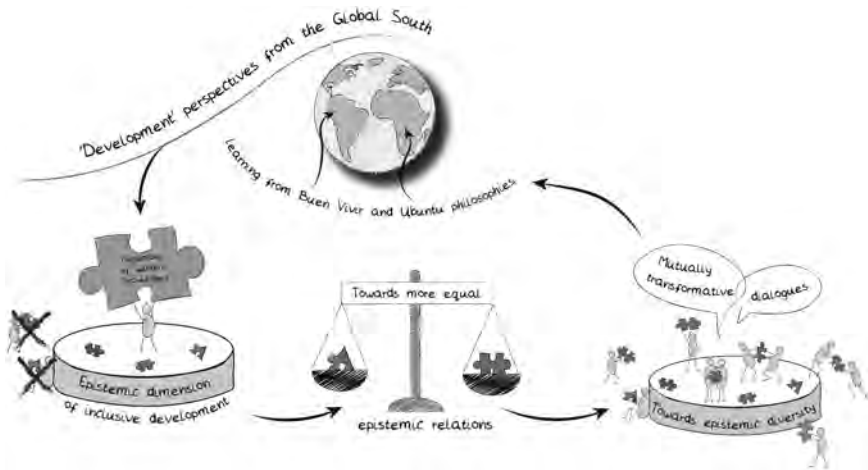 'Development' perspectives from the Global South
learning from Buen Vivir and Ubuntu philosophies
Epistemic dimension
of inclusive development
Towards more equal
epistemic relations
Mutually
transformative
dialogues
Towards epistemic diversity